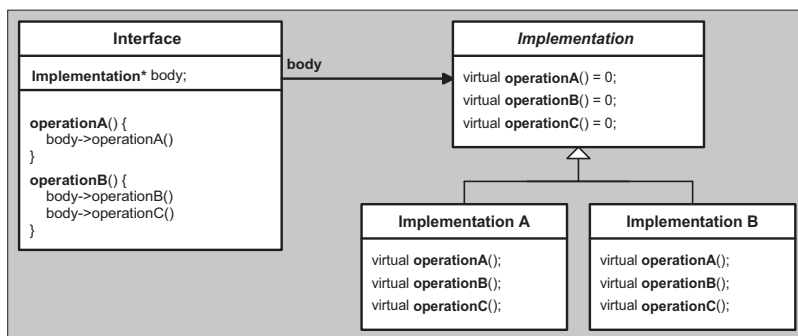 Interface
Implementation* body;
operationA() {
body->operationA()
}
operationB() {
body->operationB()
body->operationC()
}
body
Implementation
virtual operationA() = 0;
virtual operationB() = 0;
virtual operationC() = 0;
Implementation A
virtual operationA();
virtual operationB();
virtual operationC();
Implementation B
virtual operationA();
virtual operationB();
virtual operationC();